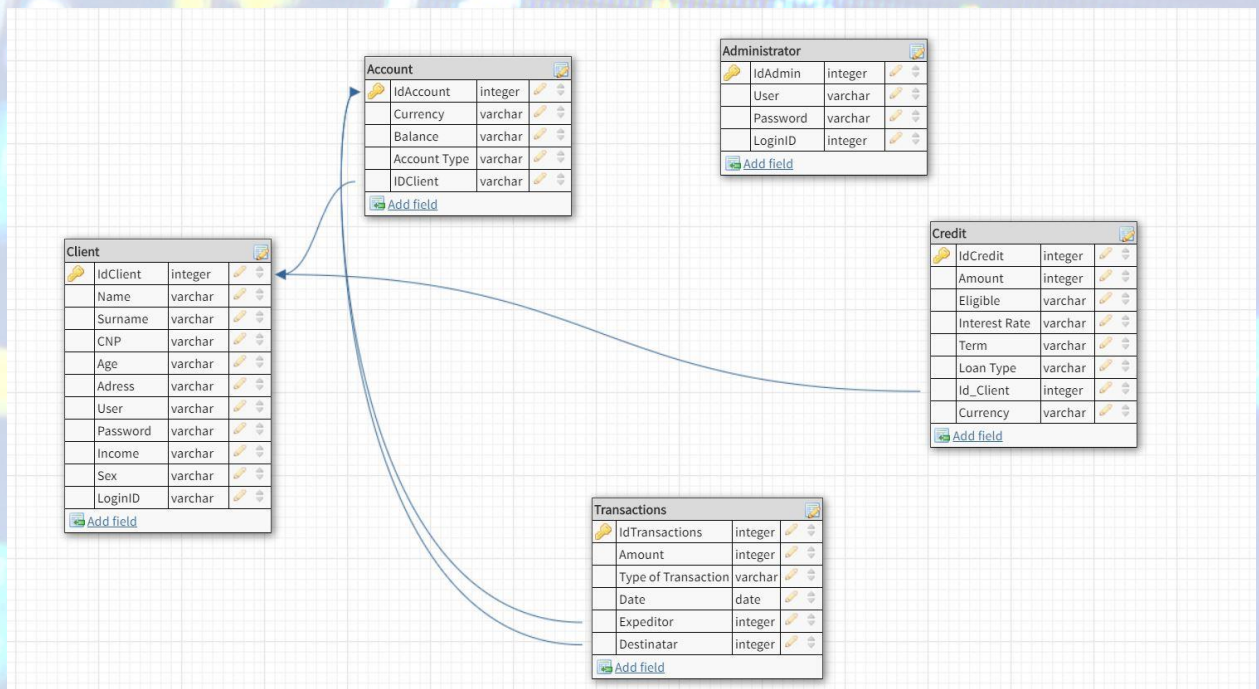 Account
IdAccount integer
Currency varchar
Balance varchar
Account Type varchar
IDClient varchar
Add field
Administrator
IdAdmin integer
User varchar
Password varchar
LoginID integer
Add field
Client
IdClient integer
Name varchar
Surname varchar
CNP varchar
Age varchar
Adress varchar
User varchar
Password varchar
Income varchar
Sex varchar
LoginID varchar
Add field
Credit
IdCredit integer
Amount integer
Eligible varchar
Interest Rate varchar
Term varchar
Loan Type varchar
Id_Client integer
Currency varchar
Add field
Transactions
IdTransactions integer
Amount integer
Type of Transaction varchar
Date date
Expeditor integer
Destinatar integer
Add field